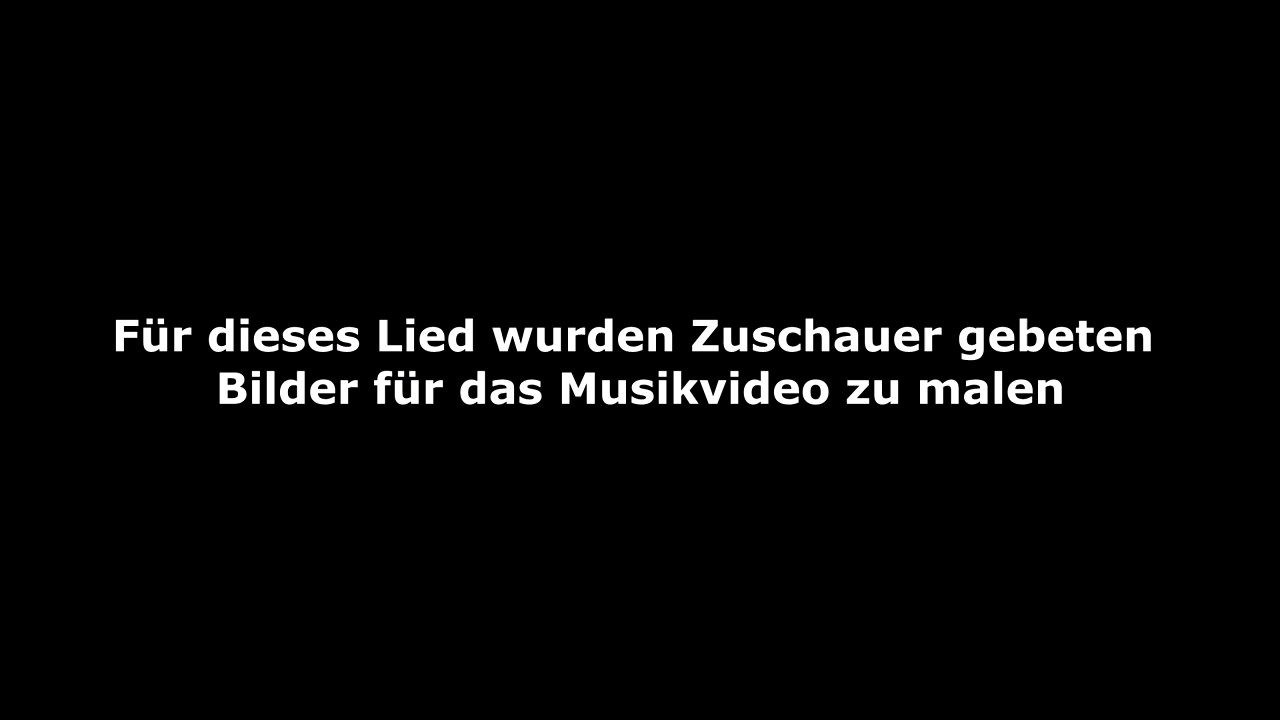 Für dieses Lied wurden Zuschauer gebeten
Bilder für das Musikvideo zu malen